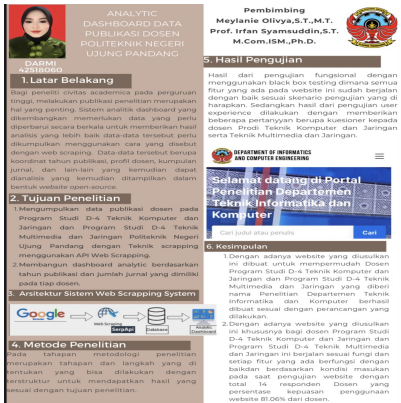 ANALYTIC
DASHBOARD DATA
PUBLIKASI DOSEN
POLITEKNIK NEGERI
UJUNG PANDANG
DARMI
42518060
1. Latar Belakang
Bagi peneliti civitas academica pada perguruan
tinggi, melakukan publikasi penelitian merupakan
hal yang penting. Sistem analitik dashboard yang
dikembangkan memerlukan data yang perlu
diperbarui secara berkala untuk memberikan hasil
analisis yang lebih baik data-data tersebut perlu
dikumpulkan menggunakan cara yang disebut
dengan web scraping. Data-data tersebut berupa
koordinat tahun publikasi, profil dosen, kumpulan
jurnal, dan lain-lain yang kemudian dapat
dianalisis yang kemudian ditampilkan dalam
bentuk website open-source.
2. Tujuan Penelitian
1. Mengumpulkan data publikasi dosen pada
Program Studi D-4 Teknik Komputer dan
Jaringan dan Program Studi D-4 Teknik
Multimedia dan Jaringan Politeknik Negeri
Ujung Pandang dengan Teknik scrapping
menggunakan API Web Scraping.
2. Membangun dashboard analytic berdasarkan
tahun publikasi dan jumlah jurnal yang dimiliki
pada tiap dosen.
3. Arsitektur Sistem Web Scrapping System
Google
Web Scraping
SerpApi
Database
Analytic
Dashboard
4. Metode Penelitian
Pada tahapan metodologi penelitian
merupakan tahapan dan langkah yang di
tentukan yang bisa dilakukan dengan
terstruktur untuk mendapatkan hasil yang
sesuai dengan tujuan penelitian.
Pembimbing
Meylanie Olivya,S.T.,M.T.
Prof. Irfan Syamsuddin,S.T.
M.Com.ISM.,Ph.D.
5. Hasil Pengujian
Hasil dari pengujian fungsional dengan
menggunakan black box testing dimana semua
fitur yang ada pada website ini sudah berjalan
dengan baik sesuai skenario pengujian yang di
harapkan. Sedangkan hasil dari pengujian user
experience dilakukan dengan memberikan
beberapa pertanyyan berupa kuesioner kepada
dosen Prodi Teknik Komputer dan Jaringan
serta Teknik Multimedia dan Jaringan.
DEPARTMENT OF INFORMATICS
AND COMPUTER ENGINEERING
Selamat datang di Portal
Penelitian Departemen
Teknik Informatika dan
Komputer
Cari judul atau penulis
Cari
6. Kesimpulan
1. Dengan adanya website yang diusulkan
ini dibuat untuk mempermudah Dosen
Program Studi D-4 Teknik Komputer dan
Jaringan dan Program Studi D-4 Teknik
Multimedia dan Jaringan yang diberi
nama Penelitian Departemen Teknik
Informatika dan Komputer berhasil
dibuat sesuai dengan perancangan yang
dilakukan.
2. Dengan adanya website yang diusulkan
ini khususnya bagi dosen Program Studi
D-4 Teknik Komputer dan Jaringan dan
Program Studi D-4 Teknik Multimedia
dan Jaringan ini berjalan sesuai fungi dan
setiap fitur yang ada berfungsi dengan
baikdan berdasarkan kondisi masukan
pada saat pengujian website dengan
total 14 responden Dosen yang
persentase kepuasan pengguanan
website 81.06% dari dosen.